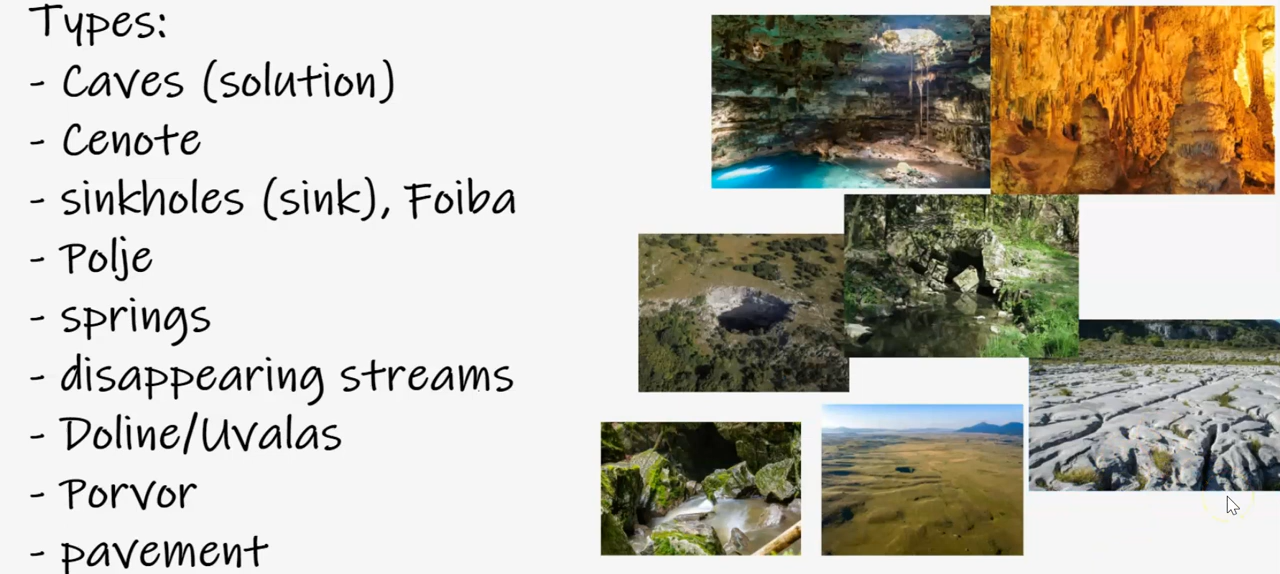 Types:
- Caves (solution)
- Cenote
- sinkholes (sink), Foiba
- Polje
- springs
- disappearing streams
- Doline/Uvalas
- Porvor
- pavement